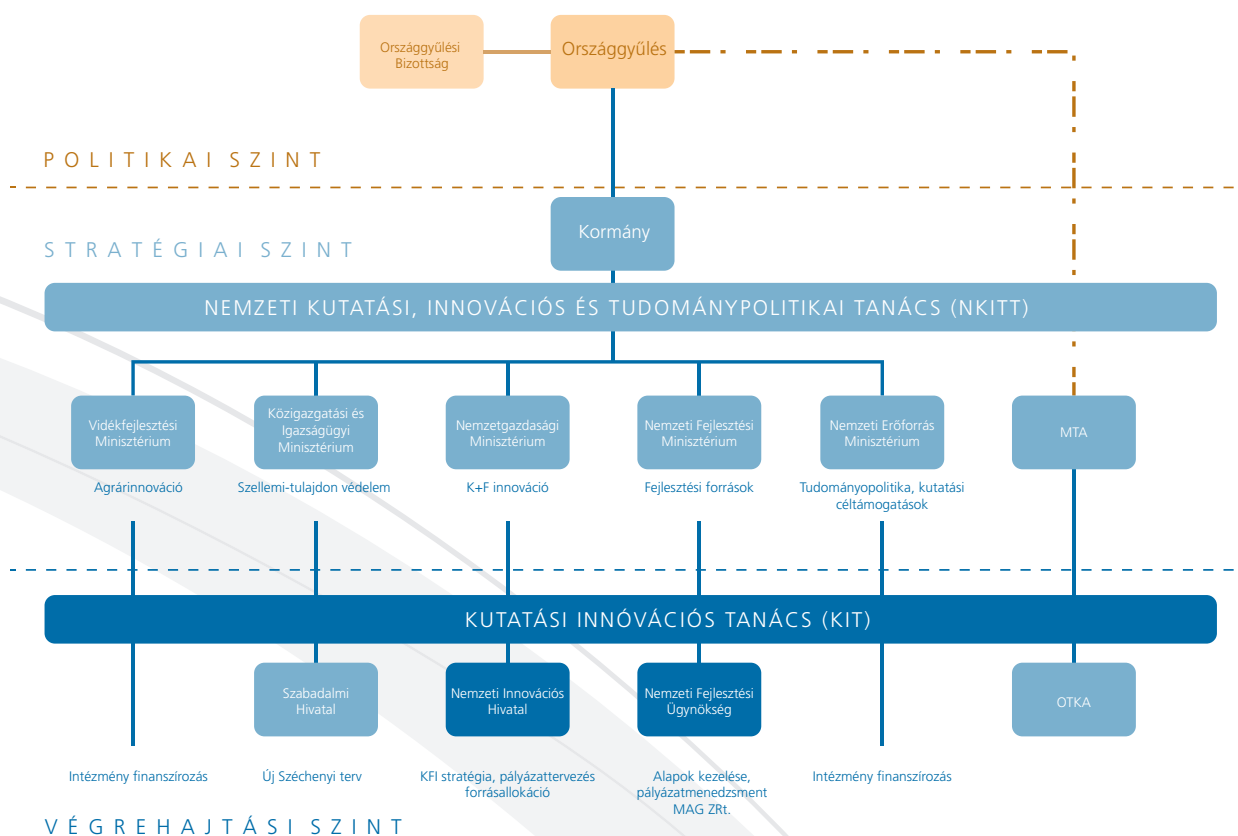 Országgyűlési
Bizottság
Országgyűlés
POLITIKAI SZINT
Kormány
STRATÉGIAI SZINT
NEMZETI KUTATÁSI, INNOVÁCIÓS ÉS TUDOMÁNYPOLITIKAI TANÁCS (NKITT)
Vidékfejlesztési
Minisztérium
Közigazgatási és
Igazságügyi
Minisztérium
Nemzetgazdasági
Minisztérium
Nemzeti Fejlesztési
Minisztérium
Nemzeti Erőforrás
Minisztérium
MTA
Agrárinnováció
Szellemi-tulajdon védelem
K+F innováció
Fejlesztési források
Tudományopolitika, kutatási
céltámogatások
KUTATÁSI INNÓVÁCIÓS TANÁCS (KIT)
Szabadalmi
Hivatal
Nemzeti Innovációs
Hivatal
Nemzeti Fejlesztési
Ügynökség
OTKA
Intézmény finanszírozás
Új Széchenyi terv
KFI stratégia, pályázattervezés
forrásallokáció
Alapok kezelése,
pályázatmenedzsment
MAG ZRt.
Intézmény finanszírozás
VÉGREHAJTÁSI SZINT